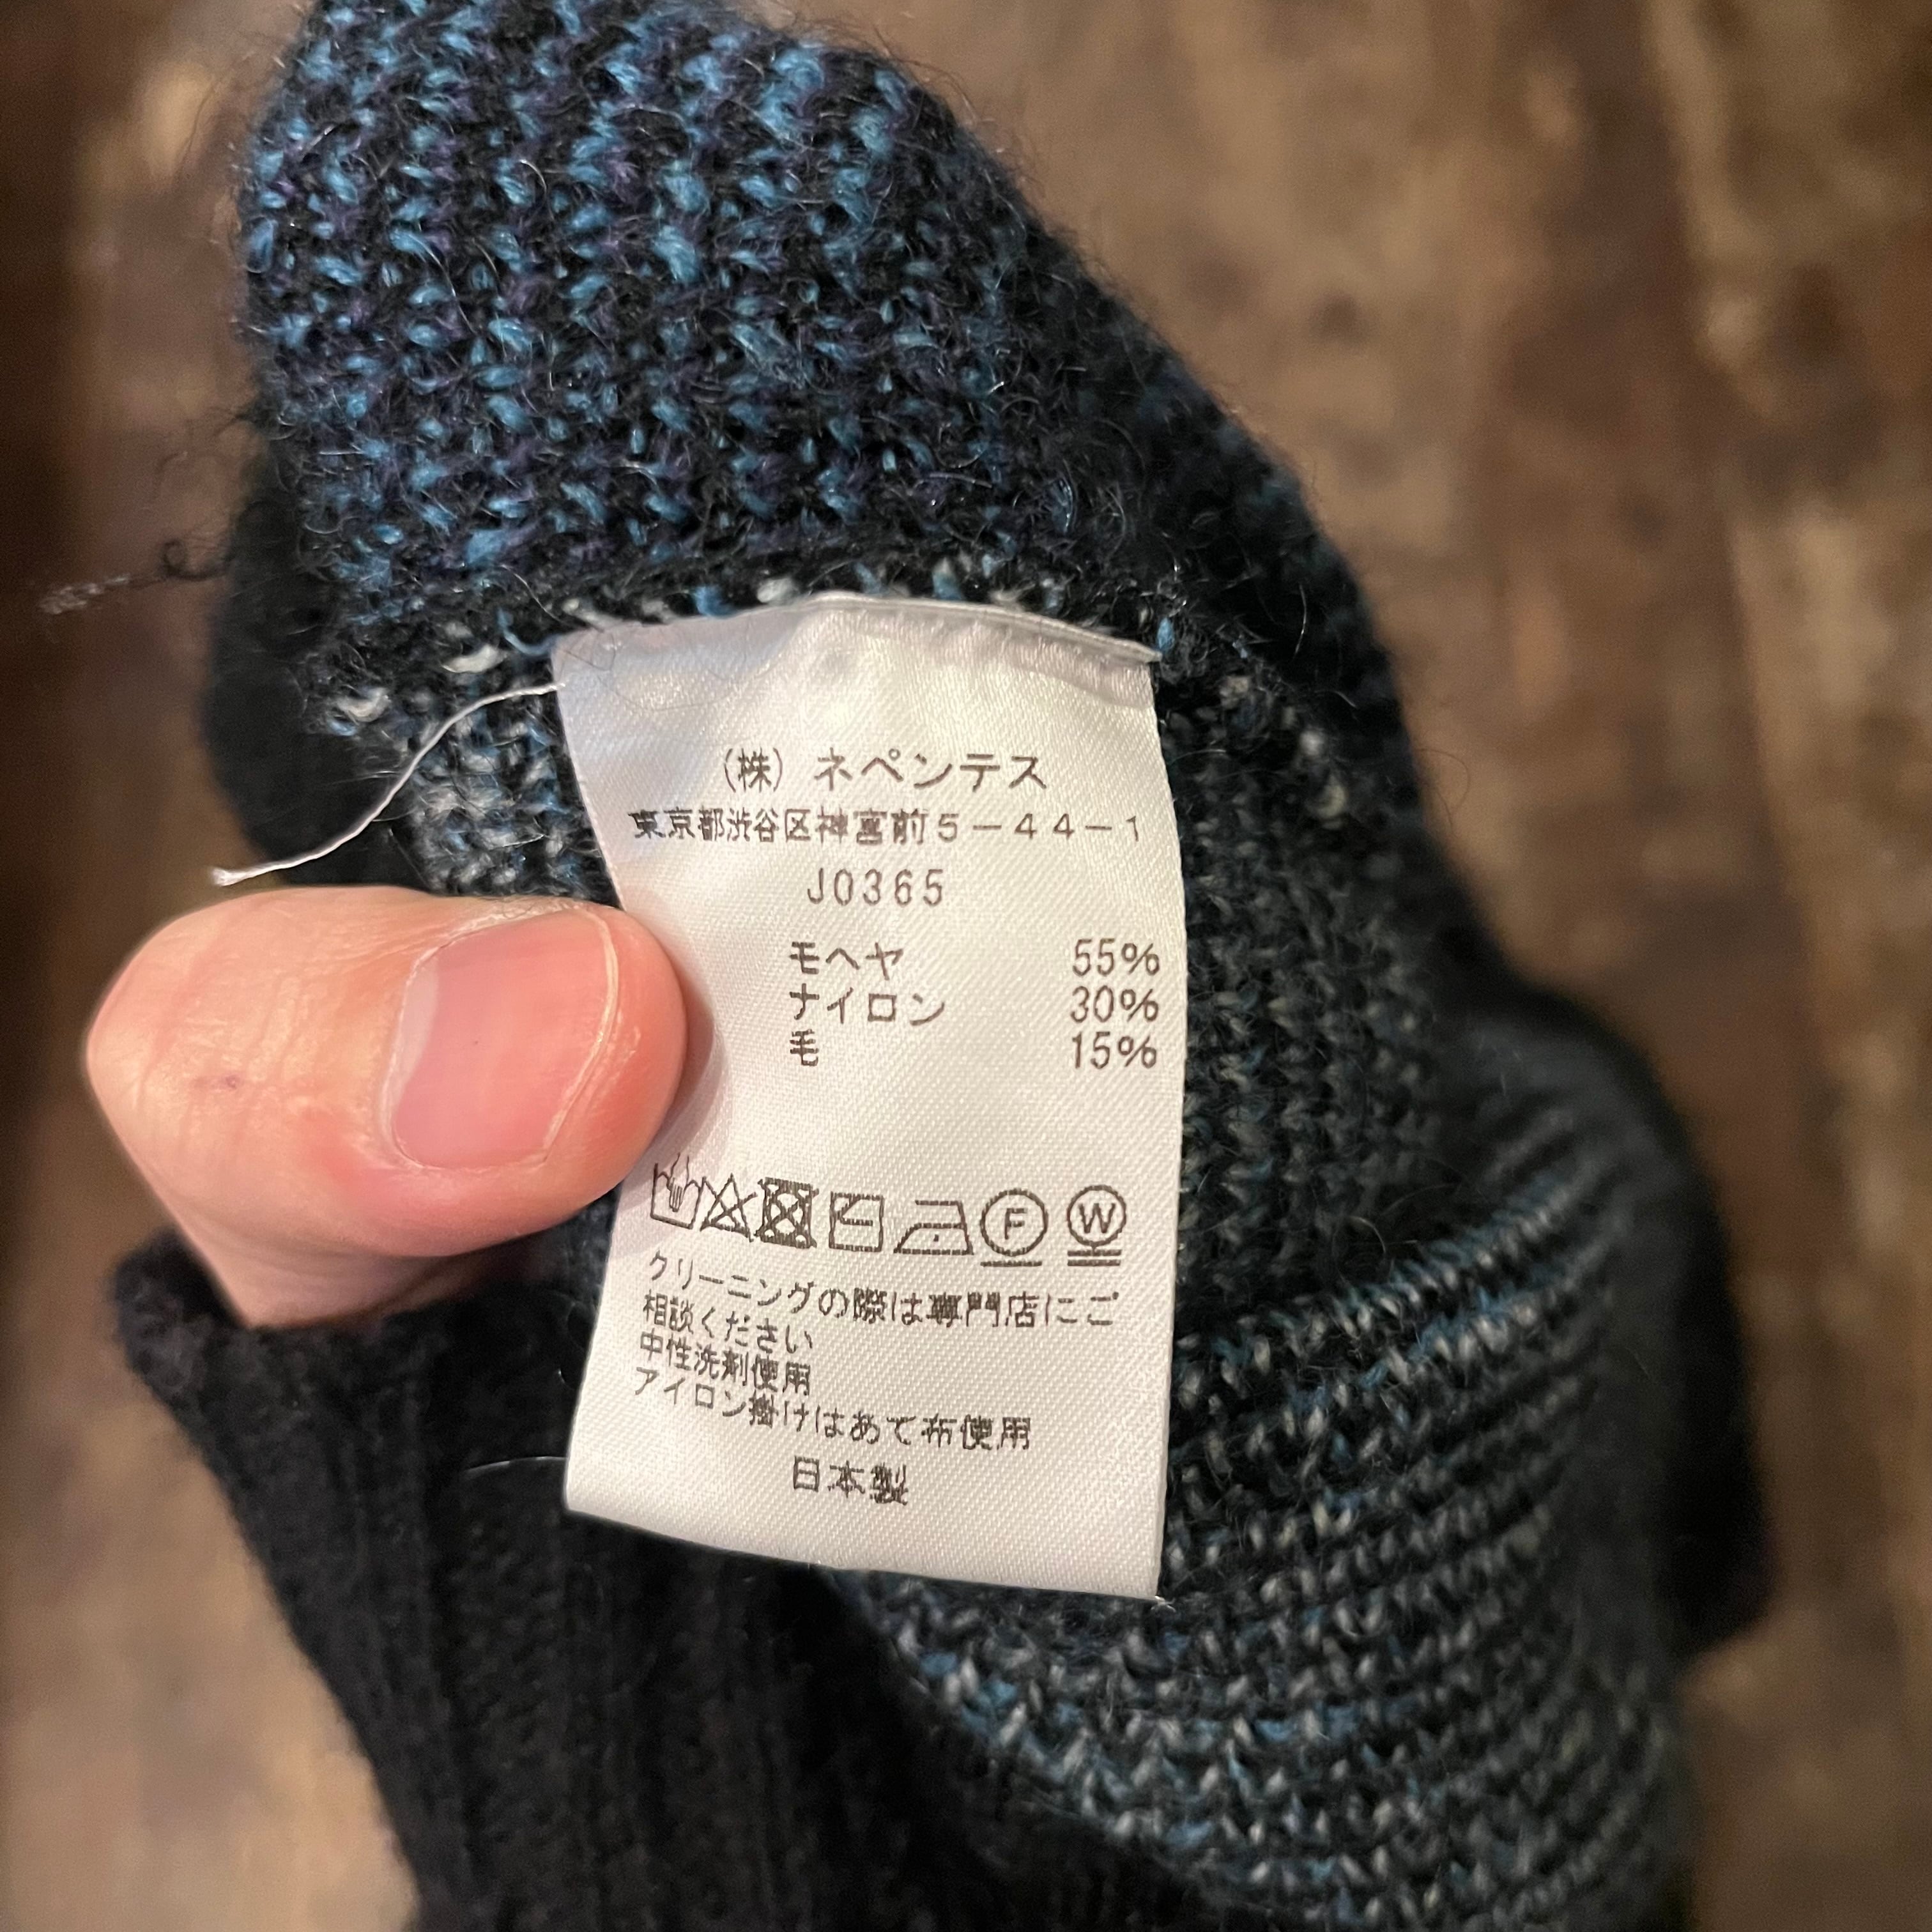 (株) ネペンテス
東京都渋谷区神宮前5－44－1
J0365
モヘヤ 55%
ナイロン 30%
毛 15%
F W
クリーニングの際は専門店にご
相談ください
中性洗剤使用
アイロン掛けはあて布使用
日本製